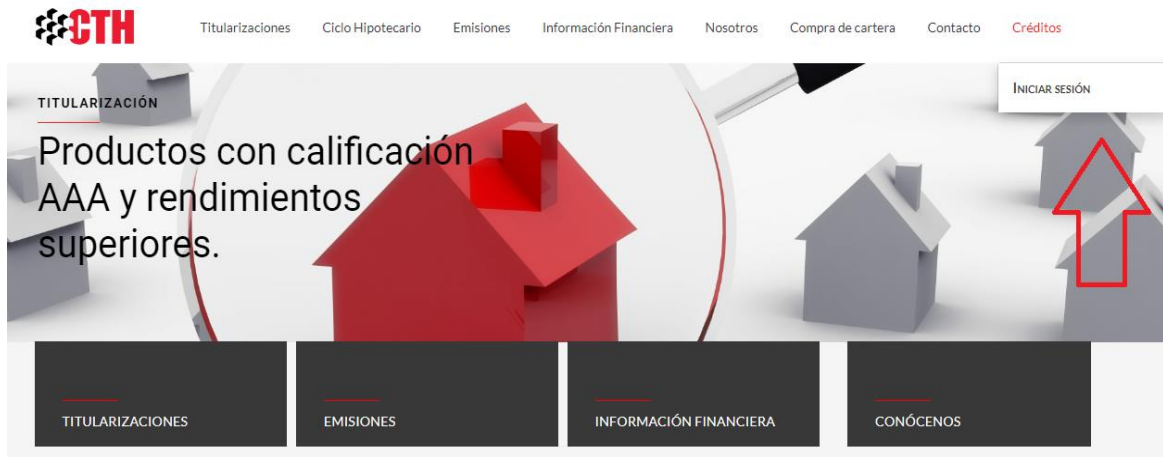 CTH
Titularizaciones Ciclo Hipotecario Emisiones Información Financiera Nosotros Compra de cartera Contacto Créditos
INICIAR SESIÓN
TITULARIZACIÓN
Productos con calificación
AAA y rendimientos
superiores.
TITULARIZACIONES EMISIONES INFORMACIÓN FINANCIERA CONÓCENOS